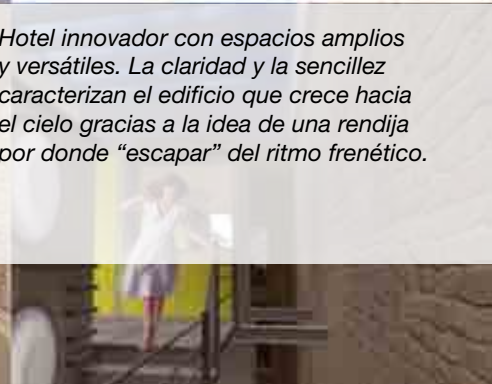 Hotel innovador con espacios amplios
y versátiles. La claridad y la sencillez
caracterizan el edificio que crece hacia
el cielo gracias a la idea de una rendija
por donde “escapar” del ritmo frenético.